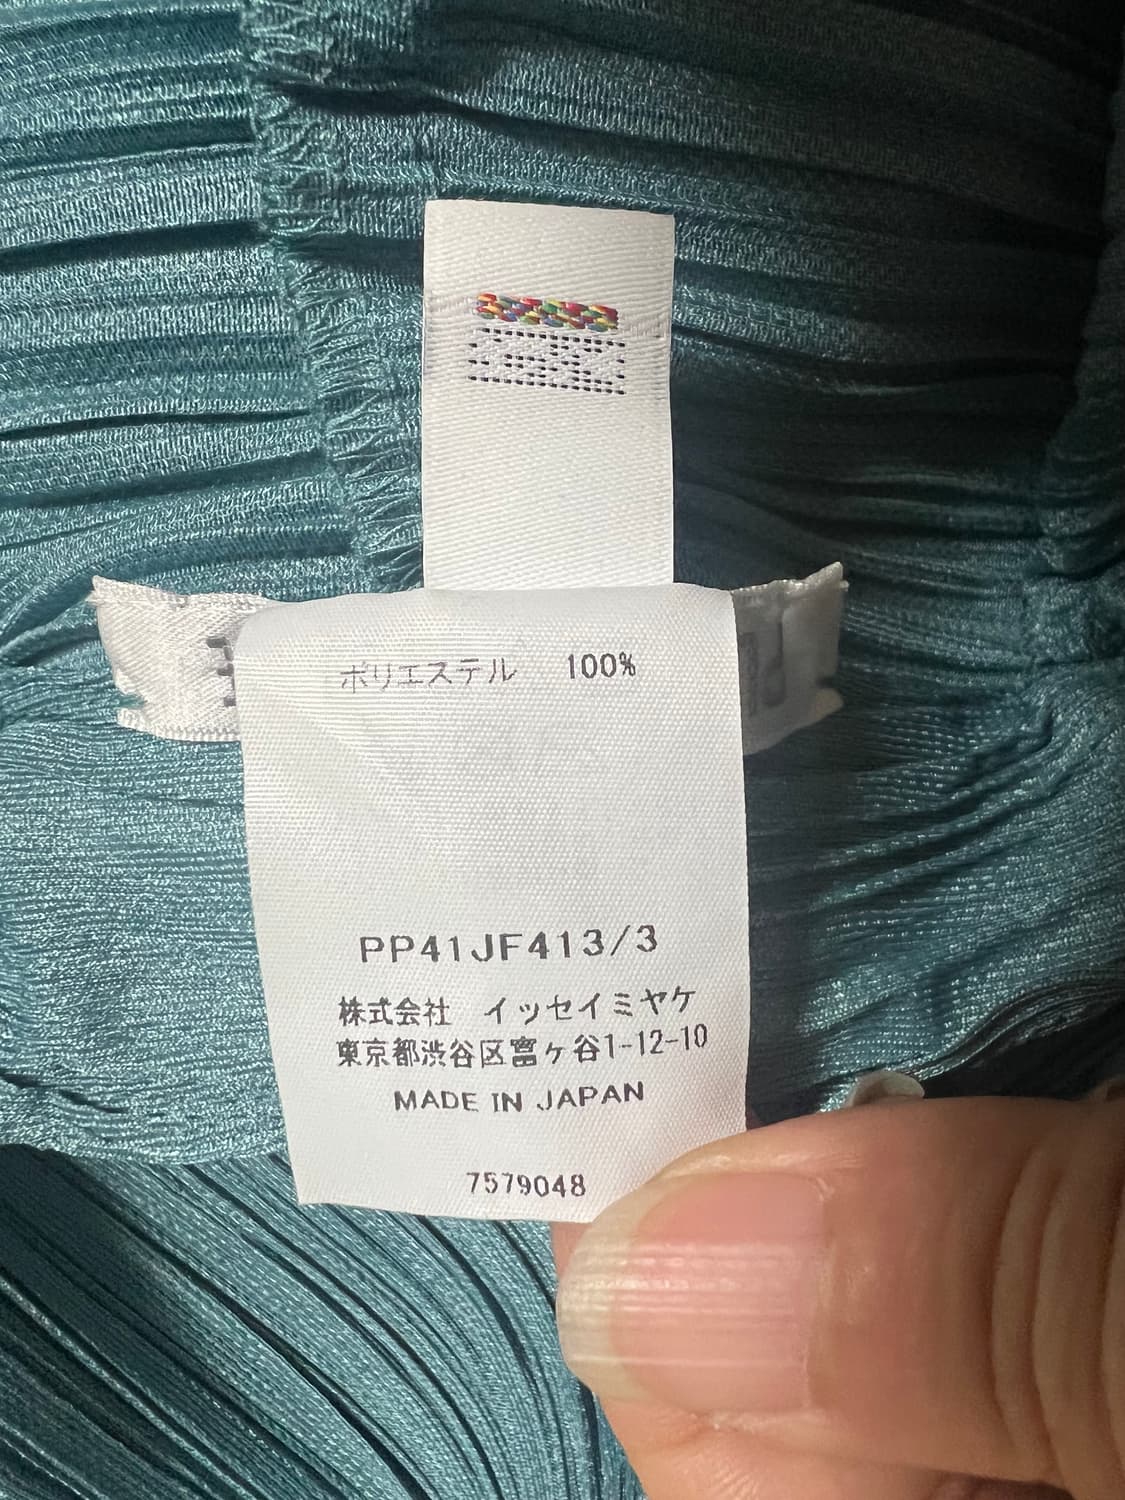 ポリエステル 100%
PP41JF413/3
株式会社 イッセイミヤケ
東京都渋谷区富ヶ谷1-12-10
MADE IN JAPAN
7579048